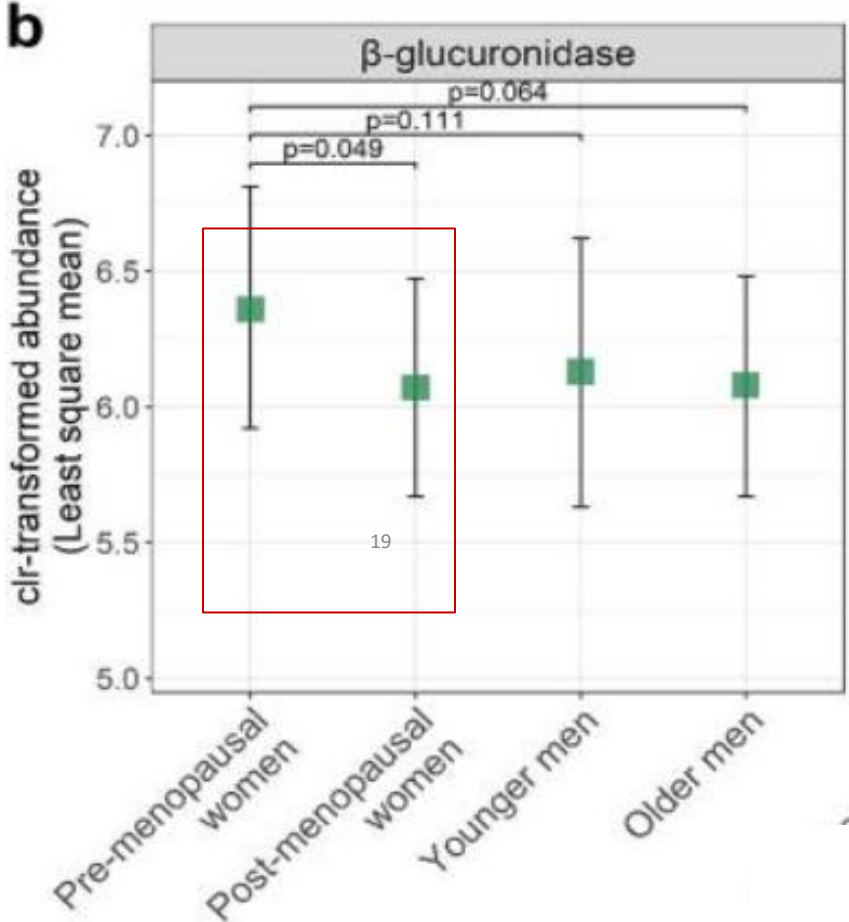 b
β-glucuronidase
p=0.064
p=0.111
p=0.049
clr-transformed abundance
(Least square mean)
7.0
6.5
6.0
5.5
5.0
19
Pre-menopausal
women
Post-menopausal
women
Younger men
Older men